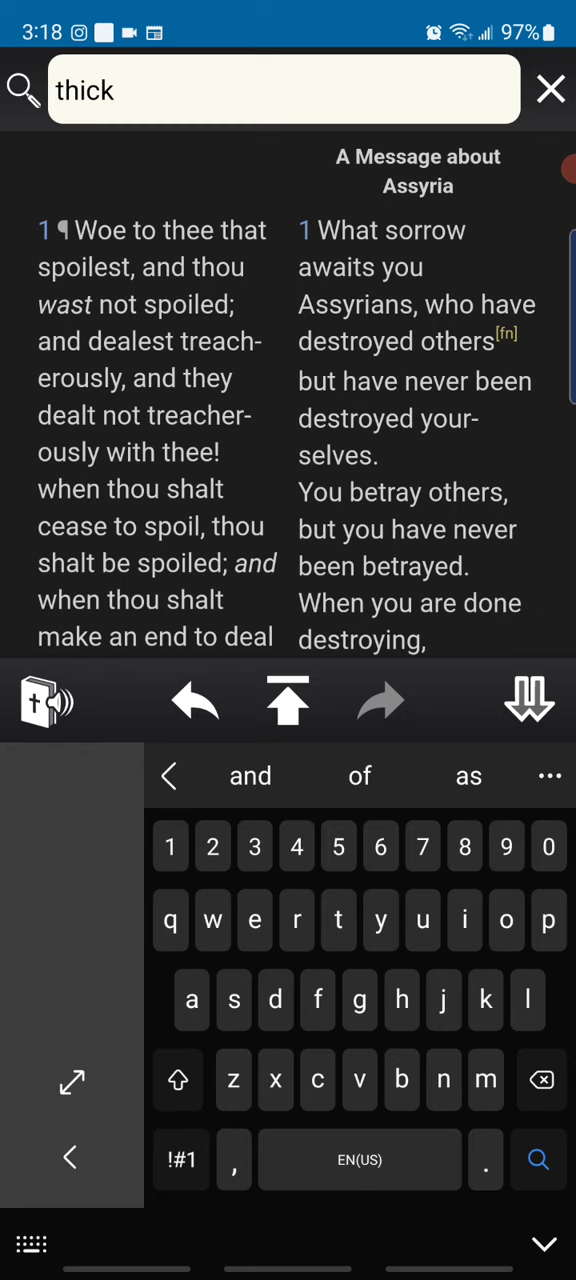 3:18 97%
thick
1 ¶ Woe to thee that
spoilest, and thou
wast not spoiled;
and dealest treach-
erously, and they
dealt not treacher-
ously with thee!
when thou shalt
cease to spoil, thou
shalt be spoiled; and
when thou shalt
make an end to deal
A Message about
Assyria
1 What sorrow
awaits you
Assyrians, who have
destroyed others[fn]
but have never been
destroyed your-
selves.
You betray others,
but you have never
been betrayed.
When you are done
destroying,
and of as ...
1 2 3 4 5 6 7 8 9 0
q w e r t y u i o p
a s d f g h j k l
z x c v b n m
!#1 , EN(US) .